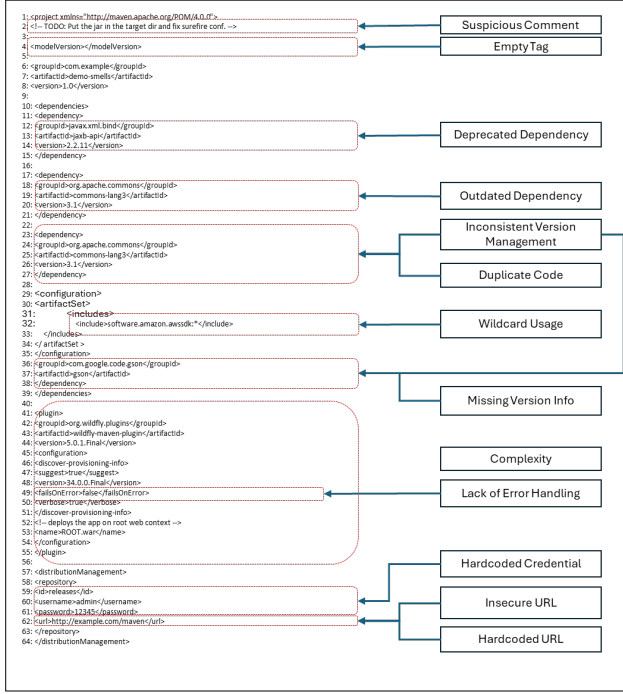 1: <project xmlns="http://maven.apache.org/POM/4.0.0">
2: <!-- TODO: Put the jar in the target dir and fix surefire conf. -->
3:
4: <modelVersion></modelVersion>
5:
6: <groupId>com.example</groupId>
7: <artifactId>demo-smells</artifactId>
8: <version>1.0</version>
9:
10: <dependencies>
11: <dependency>
12: <groupId>javax.xml.bind</groupId>
13: <artifactId>jaxb-api</artifactId>
14: <version>2.2.11</version>
15: </dependency>
16:
17: <dependency>
18: <groupId>org.apache.commons</groupId>
19: <artifactId>commons-lang3</artifactId>
20: <version>3.1</version>
21: </dependency>
22:
23: <dependency>
24: <groupId>org.apache.commons</groupId>
25: <artifactId>commons-lang3</artifactId>
26: <version>3.1</version>
27: </dependency>
28:
29: <configuration>
30: <artifactSet>
31: <includes>
32: <include>software.amazon.awssdk:*</include>
33: </includes>
34: </ artifactSet >
35: </configuration>
36: <groupId>com.google.code.gson</groupId>
37: <artifactId>gson</artifactId>
38: </dependency>
39: </dependencies>
40:
41: <plugin>
42: <groupId>org.wildfly.plugins</groupId>
43: <artifactId>wildfly-maven-plugin</artifactId>
44: <version>5.0.1.Final</version>
45: <configuration>
46: <discover-provisioning-info>
47: <suggest>true</suggest>
48: <version>34.0.0.Final</version>
49: <failsOnError>false</failsOnError>
50: <verbose>true</verbose>
51: </discover-provisioning-info>
52: <!-- deploys the app on root web context -->
53: <name>ROOT.war</name>
54: </configuration>
55: </plugin>
56:
57: <distributionManagement>
58: <repository>
59: <id>releases</id>
60: <username>admin</username>
61: <password>12345</password>
62: <url>http://example.com/maven</url>
63: </repository>
64: </distributionManagement>
Suspicious Comment
Empty Tag
Deprecated Dependency
Outdated Dependency
Inconsistent Version
Management
Duplicate Code
Wildcard Usage
Missing Version Info
Complexity
Lack of Error Handling
Hardcoded Credential
Insecure URL
Hardcoded URL